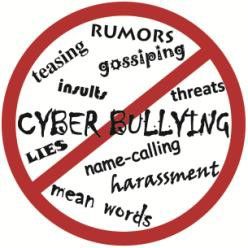 RUMORS
teasing
gossiping
insults
threats
CYBER BULLYING
LIES
name-calling
harassment
mean words